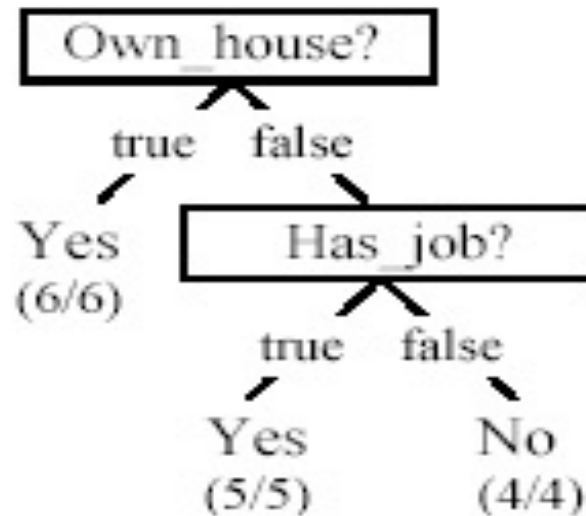 Own_house?
true false
Yes
(6/6)
Has_job?
true false
Yes No
(5/5) (4/4)